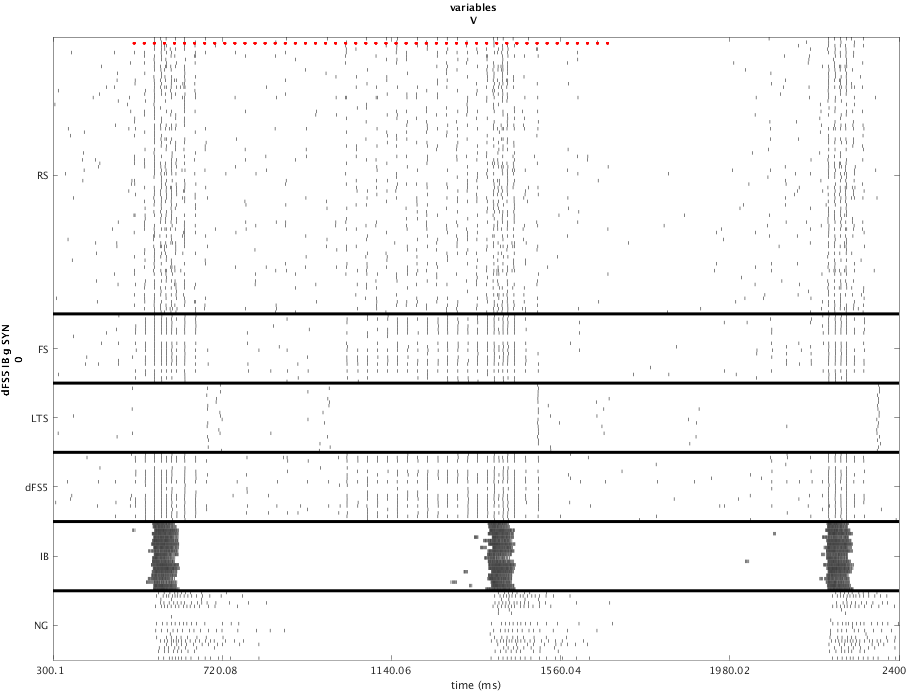 variables
V
RS
FS
LTS
dFS5
IB
NG
dFS5 IB g SYN
0
300.1
720.08
1140.06
1560.04
1980.02
2400
time (ms)